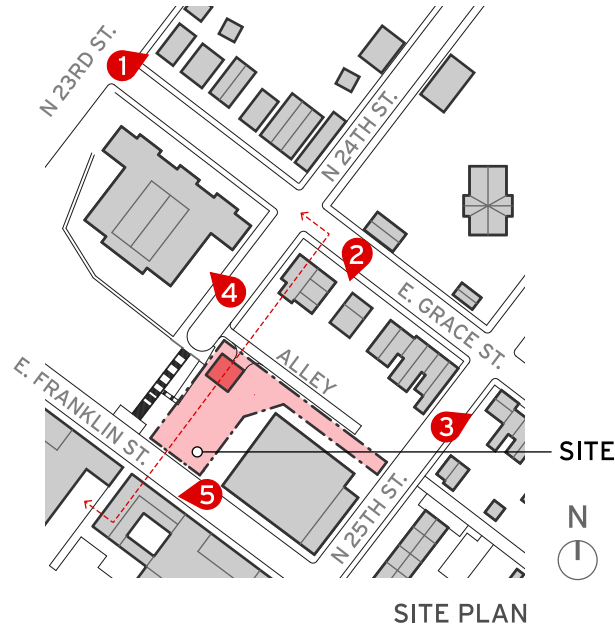 N 23RD ST.
1
N 24TH ST.
2
E. GRACE ST.
4
ALLEY
E. FRANKLIN ST.
3
SITE
5
N 25TH ST.
N
SITE PLAN